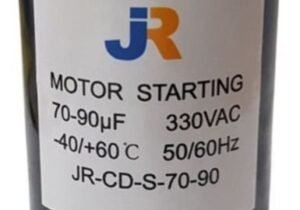 JR
MOTOR STARTING
70-90µF 330VAC
-40/+60℃ 50/60Hz
JR-CD-S-70-90